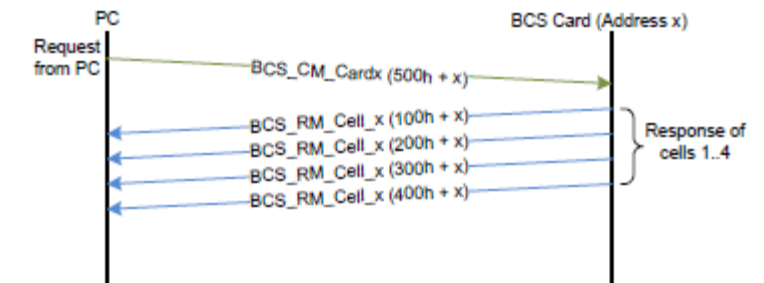 PC
BCS Card (Address x)
Request
from PC
BCS_CM_Cardx (500h + x)
BCS_RM_Cell_x (100h + x)
BCS_RM_Cell_x (200h + x)
BCS_RM_Cell_x (300h + x)
BCS_RM_Cell_x (400h + x)
Response of
cells 1..4